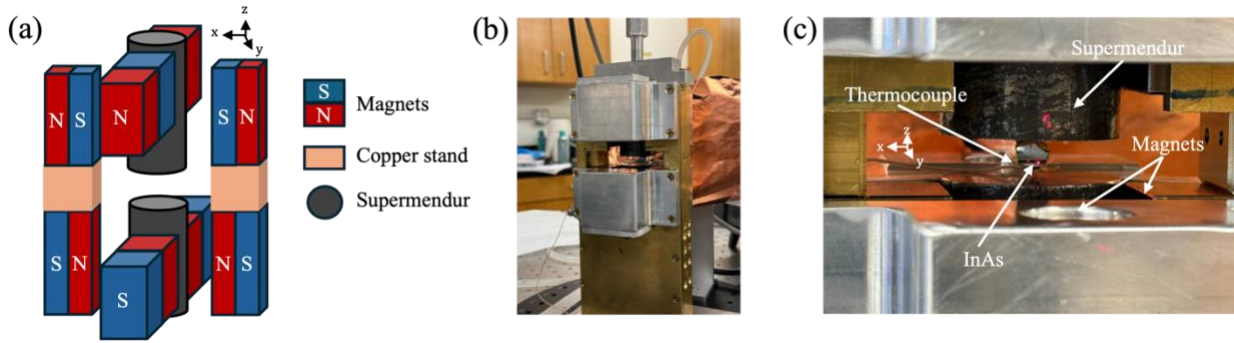 (a)
z
x
y
N S
N
S N
S N
S
N S
S
N
Magnets
Copper stand
Supermendur
(b)
(c)
Supermendur
Thermocouple
z
x
y
Magnets
InAs